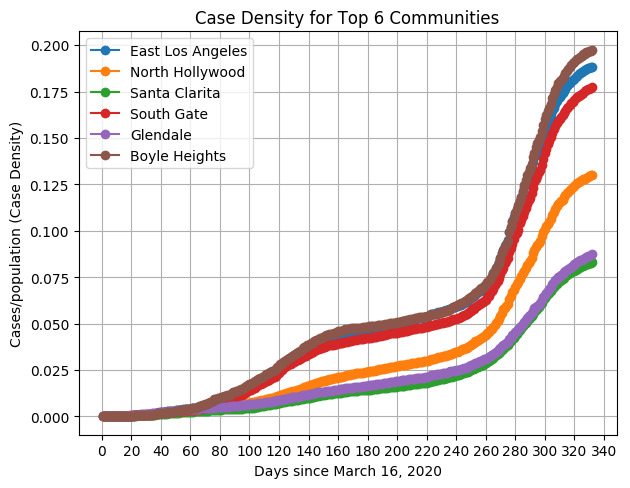 Case Density for Top 6 Communities
East Los Angeles
North Hollywood
Santa Clarita
South Gate
Glendale
Boyle Heights
Cases/population (Case Density)
0.200
0.175
0.150
0.125
0.100
0.075
0.050
0.025
0.000
0 20 40 60 80 100 120 140 160 180 200 220 240 260 280 300 320 340
Days since March 16, 2020